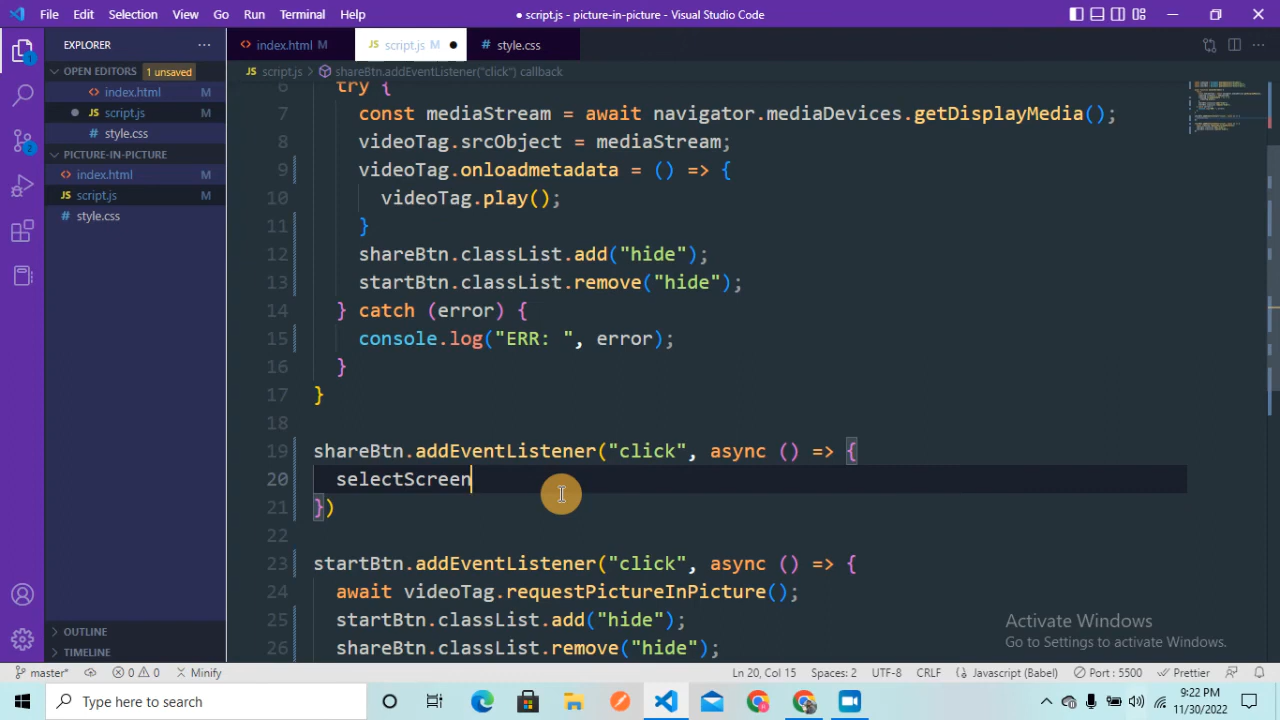 File Edit Selection View Go Run Terminal Help
● script.js - picture-in-picture - Visual Studio Code
EXPLORER
index.html M
JS script.js M ●
# style.css
OPEN EDITORS 1 unsaved
index.html M
● script.js M
# style.css
PICTURE-IN-PICTURE
index.html M
JS script.js M
# style.css
OUTLINE
TIMELINE
JS script.js > shareBtn.addEventListener("click") callback
6 try {
7 const mediaStream = await navigator.mediaDevices.getDisplayMedia();
8 videoTag.srcObject = mediaStream;
9 videoTag.onloadmetadata = () => {
10 videoTag.play();
11 }
12 shareBtn.classList.add("hide");
13 startBtn.classList.remove("hide");
14 } catch (error) {
15 console.log("ERR: ", error);
16 }
17 }
18
19 shareBtn.addEventListener("click", async () => {
20 selectScreen
21 })
22
23 startBtn.addEventListener("click", async () => {
24 await videoTag.requestPictureInPicture();
25 startBtn.classList.add("hide");
26 shareBtn.classList.remove("hide");
Activate Windows
Go to Settings to activate Windows.
master* 0 0 Minify Ln 20, Col 15 Spaces: 2 UTF-8 CRLF Javascript (JSX) Port : 5500 Prettier
Type here to search
9:22 PM
11/30/2022